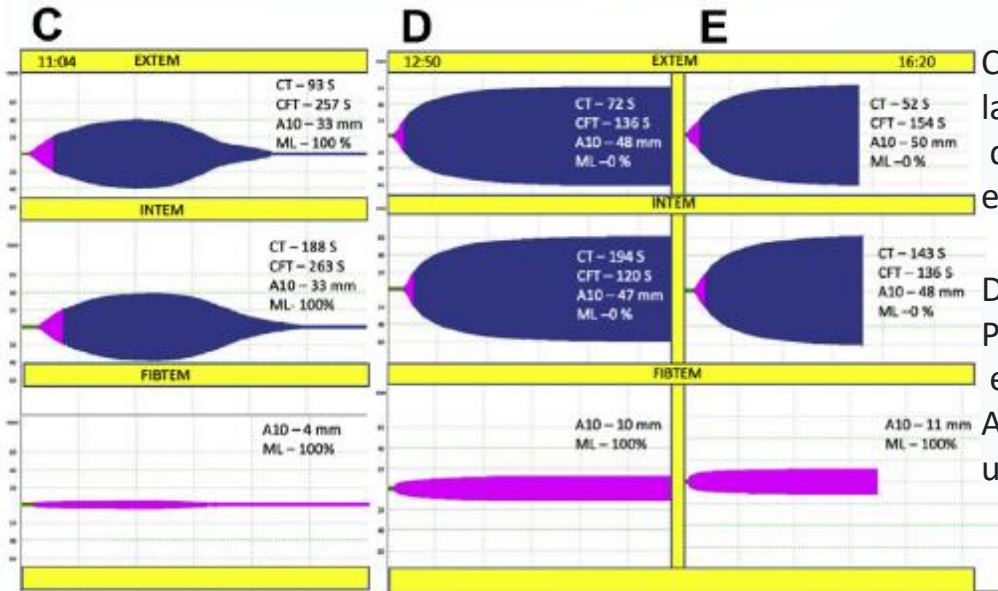 C
11:04 EXTEM
CT – 93 S
CFT – 257 S
A10 – 33 mm
ML – 100 %
INTEM
CT – 188 S
CFT – 263 S
A10 – 33 mm
ML- 100%
FIBTEM
A10 – 4 mm
ML – 100%
D E
12:50 EXTEM 16:20
CT – 72 S
CFT – 136 S
A10 – 48 mm
ML –0 %
CT – 52 S
CFT – 154 S
A10 – 50 mm
ML –0 %
INTEM
CT – 194 S
CFT – 120 S
A10 – 47 mm
ML –0 %
CT – 143 S
CFT – 136 S
A10 – 48 mm
ML –0 %
FIBTEM
A10 – 10 mm
ML – 100%
A10 – 11 mm
ML – 100%